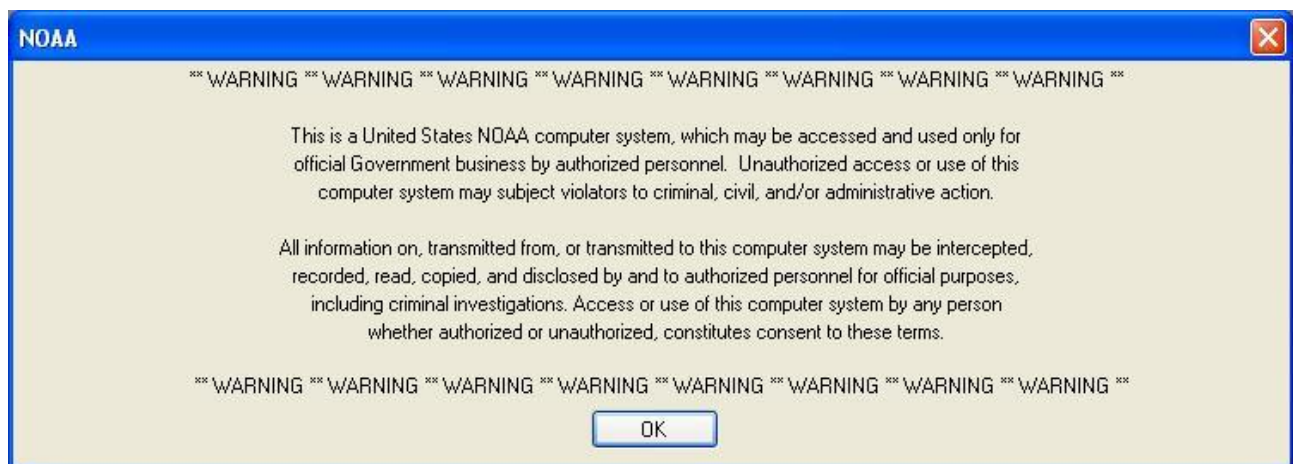 NOAA
** WARNING ** WARNING ** WARNING ** WARNING ** WARNING ** WARNING ** WARNING ** WARNING **
This is a United States NOAA computer system, which may be accessed and used only for
official Government business by authorized personnel.  Unauthorized access or use of this
computer system may subject violators to criminal, civil, and/or administrative action.
All information on, transmitted from, or transmitted to this computer system may be intercepted,
recorded, read, copied, and disclosed by and to authorized personnel for official purposes,
including criminal investigations. Access or use of this computer system by any person
whether authorized or unauthorized, constitutes consent to these terms.
** WARNING ** WARNING ** WARNING ** WARNING ** WARNING ** WARNING ** WARNING ** WARNING **
OK